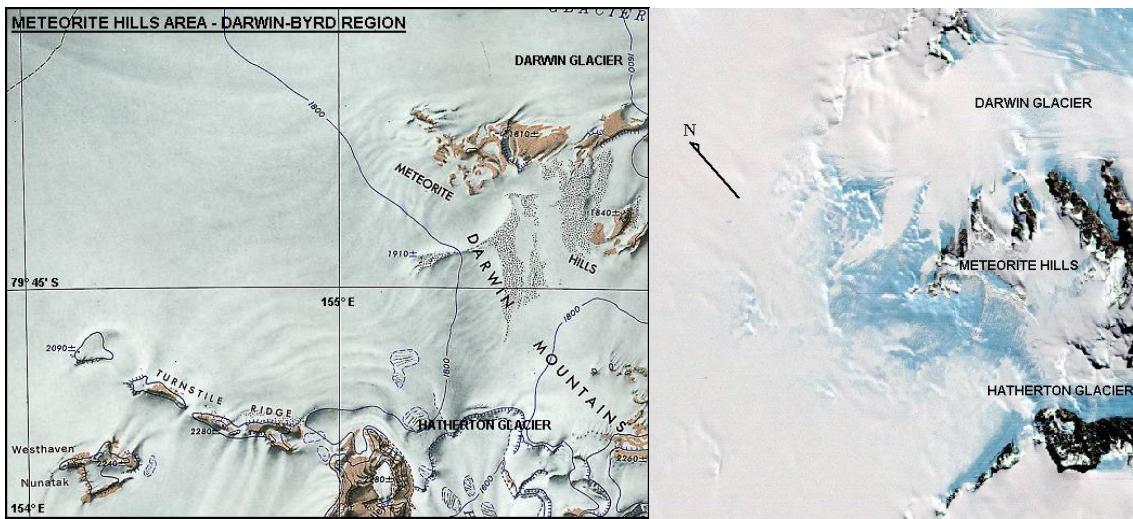 METEORITE HILLS AREA - DARWIN-BYRD REGION
GLACIER
DARWIN GLACIER
1600
1800
1810±
METEORITE
1840±
DARWIN
HILLS
1910±
79° 45' S
155° E
1800
2090±
1800
MOUNTAINS
TURNSTILE
RIDGE
HATHERTON GLACIER
2280±
Westhaven
2240±
Nunatak
2280±
2260±
1800
154° E
DARWIN GLACIER
N
METEORITE HILLS
HATHERTON GLACIER